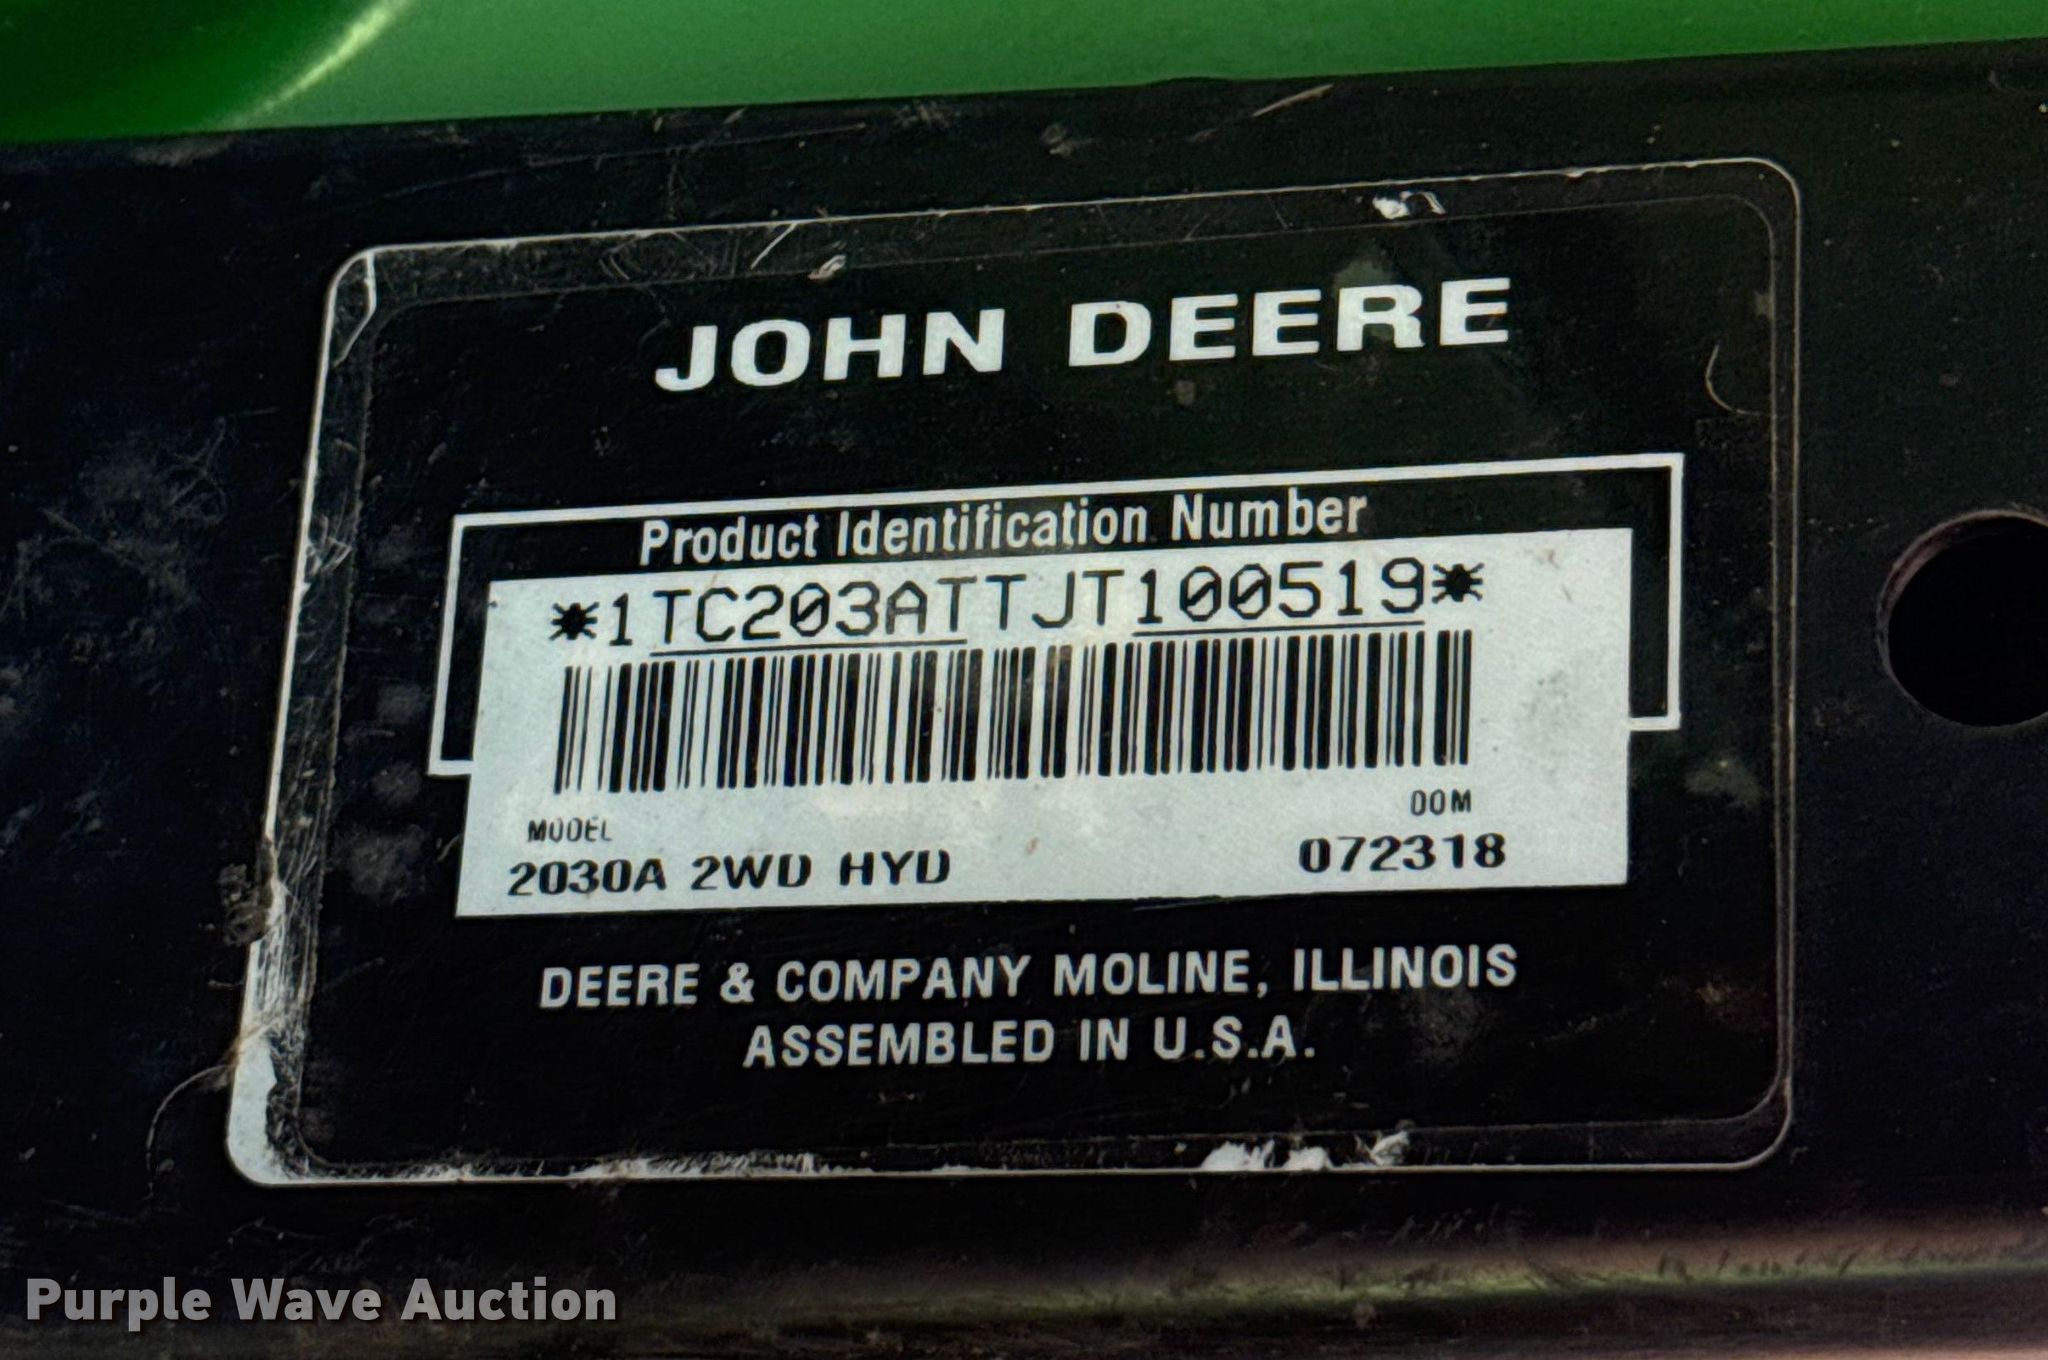 JOHN DEERE
Product Identification Number
*1TC203ATTJT100519*
MODEL
DOM
2030A 2WD HYD
072318
DEERE & COMPANY MOLINE, ILLINOIS
ASSEMBLED IN U.S.A.
Purple Wave Auction